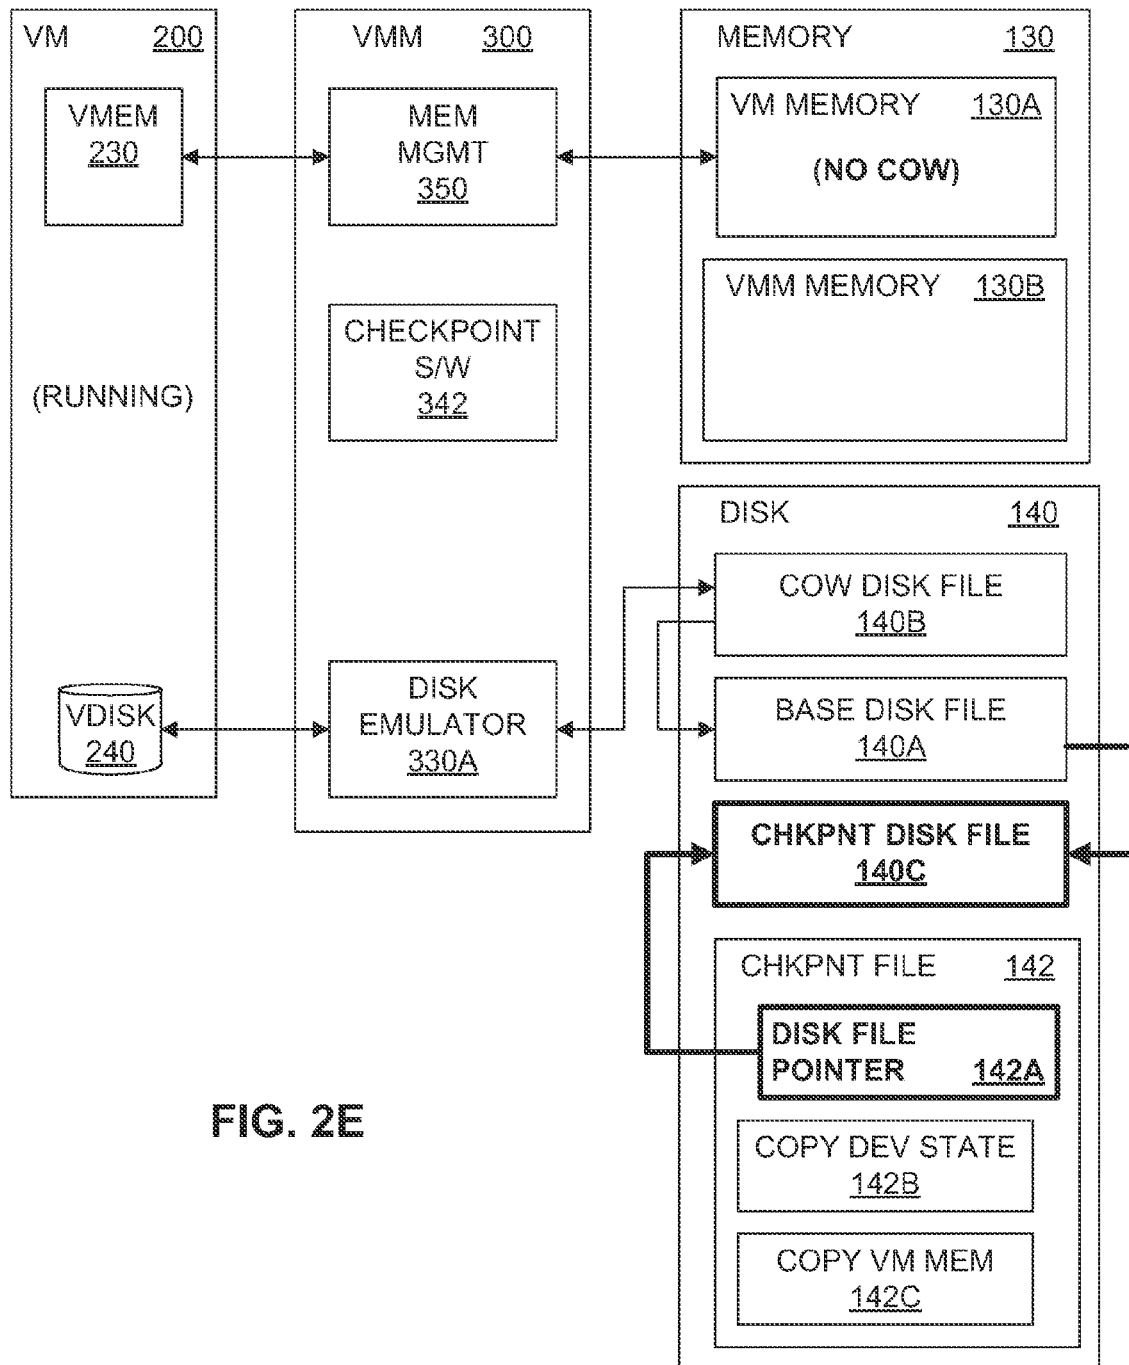 VM 200
VMEM
230
(RUNNING)
VDISK
240
VMM 300
MEM
MGMT
350
CHECKPOINT
S/W
342
DISK
EMULATOR
330A
MEMORY 130
VM MEMORY 130A
(NO COW)
VMM MEMORY 130B
DISK 140
COW DISK FILE
140B
BASE DISK FILE
140A
CHKPNT DISK FILE
140C
CHKPNT FILE 142
DISK FILE
POINTER 142A
COPY DEV STATE
142B
COPY VM MEM
142C
FIG. 2E